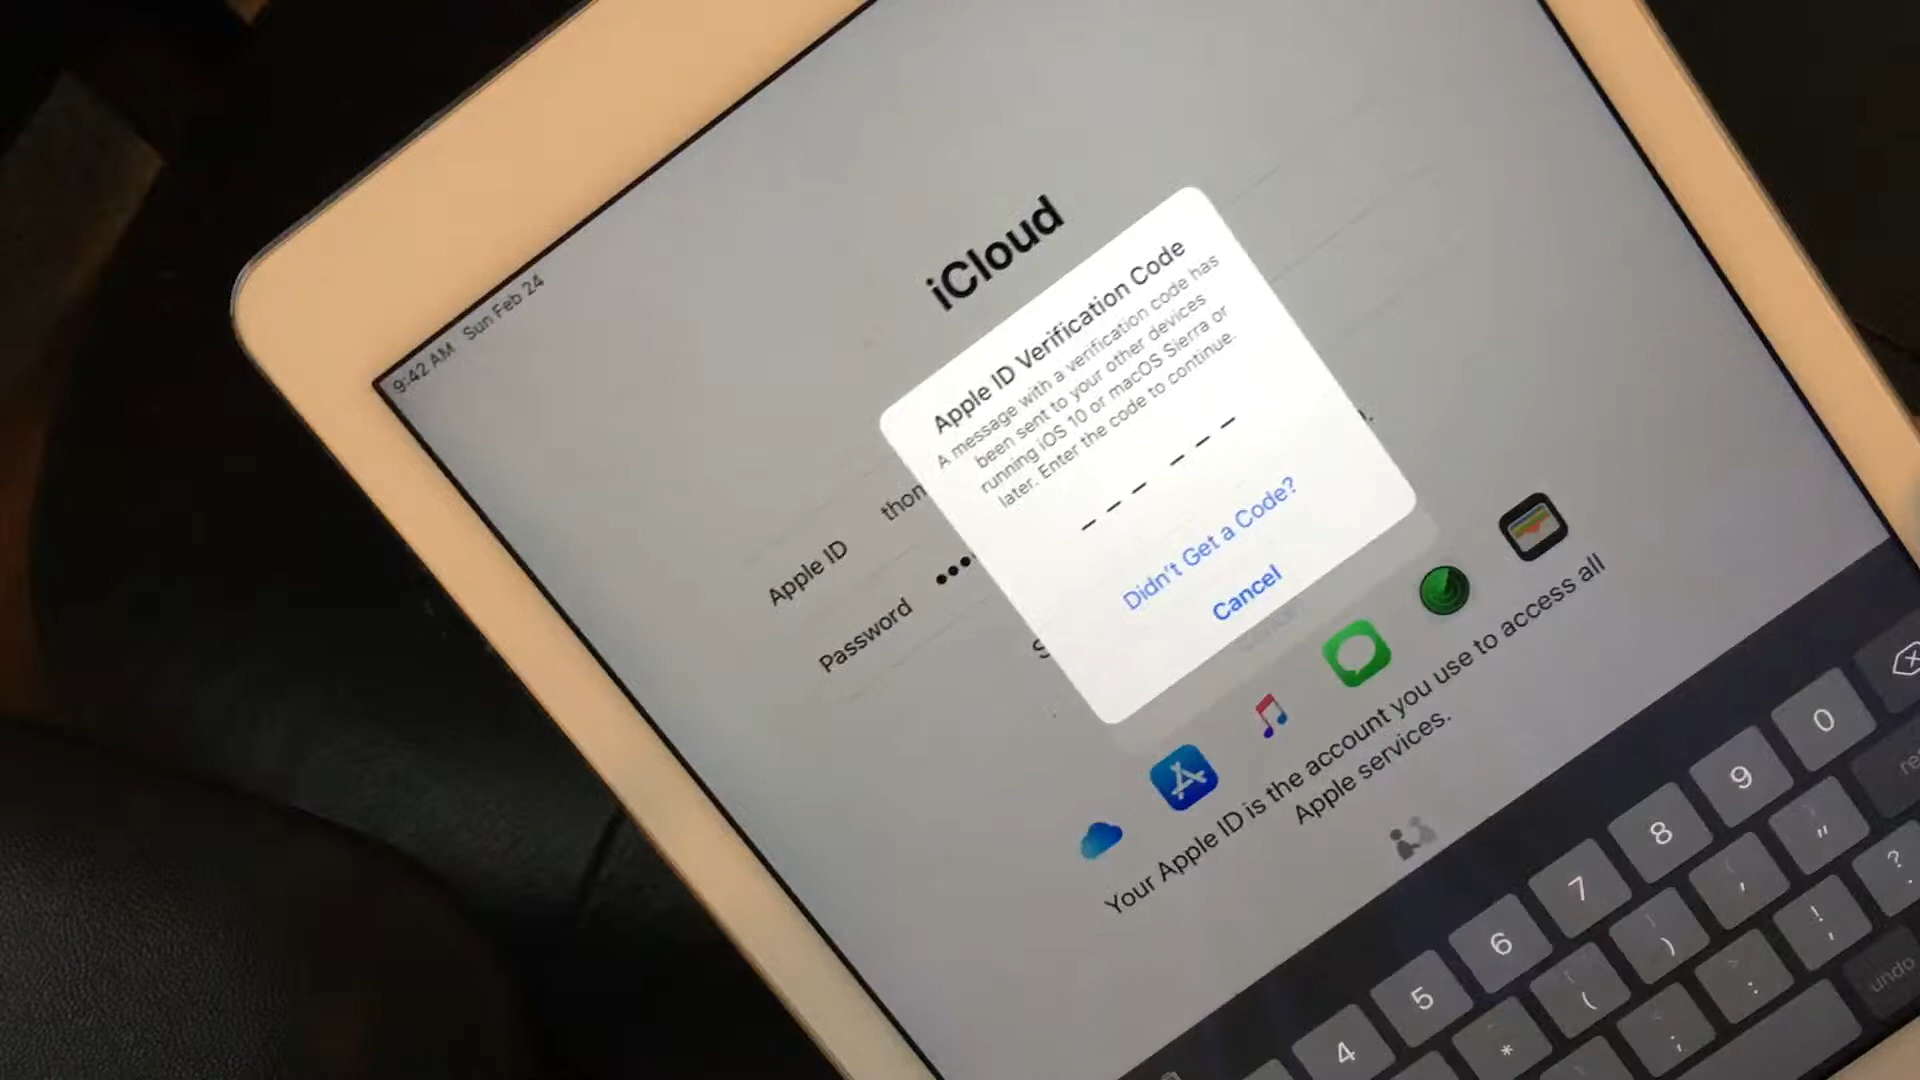 9:42 AM Sun Feb 24
iCloud
Apple ID Verification Code
A message with a verification code has
been sent to your other devices
running iOS 10 or macOS Sierra or
later. Enter the code to continue.
Didn't Get a Code?
Cancel
Apple ID
Password
Your Apple ID is the account you use to access all
Apple services.
4 5 6 7 8 9 0
* ( ) ' "
; : ! ?
undo